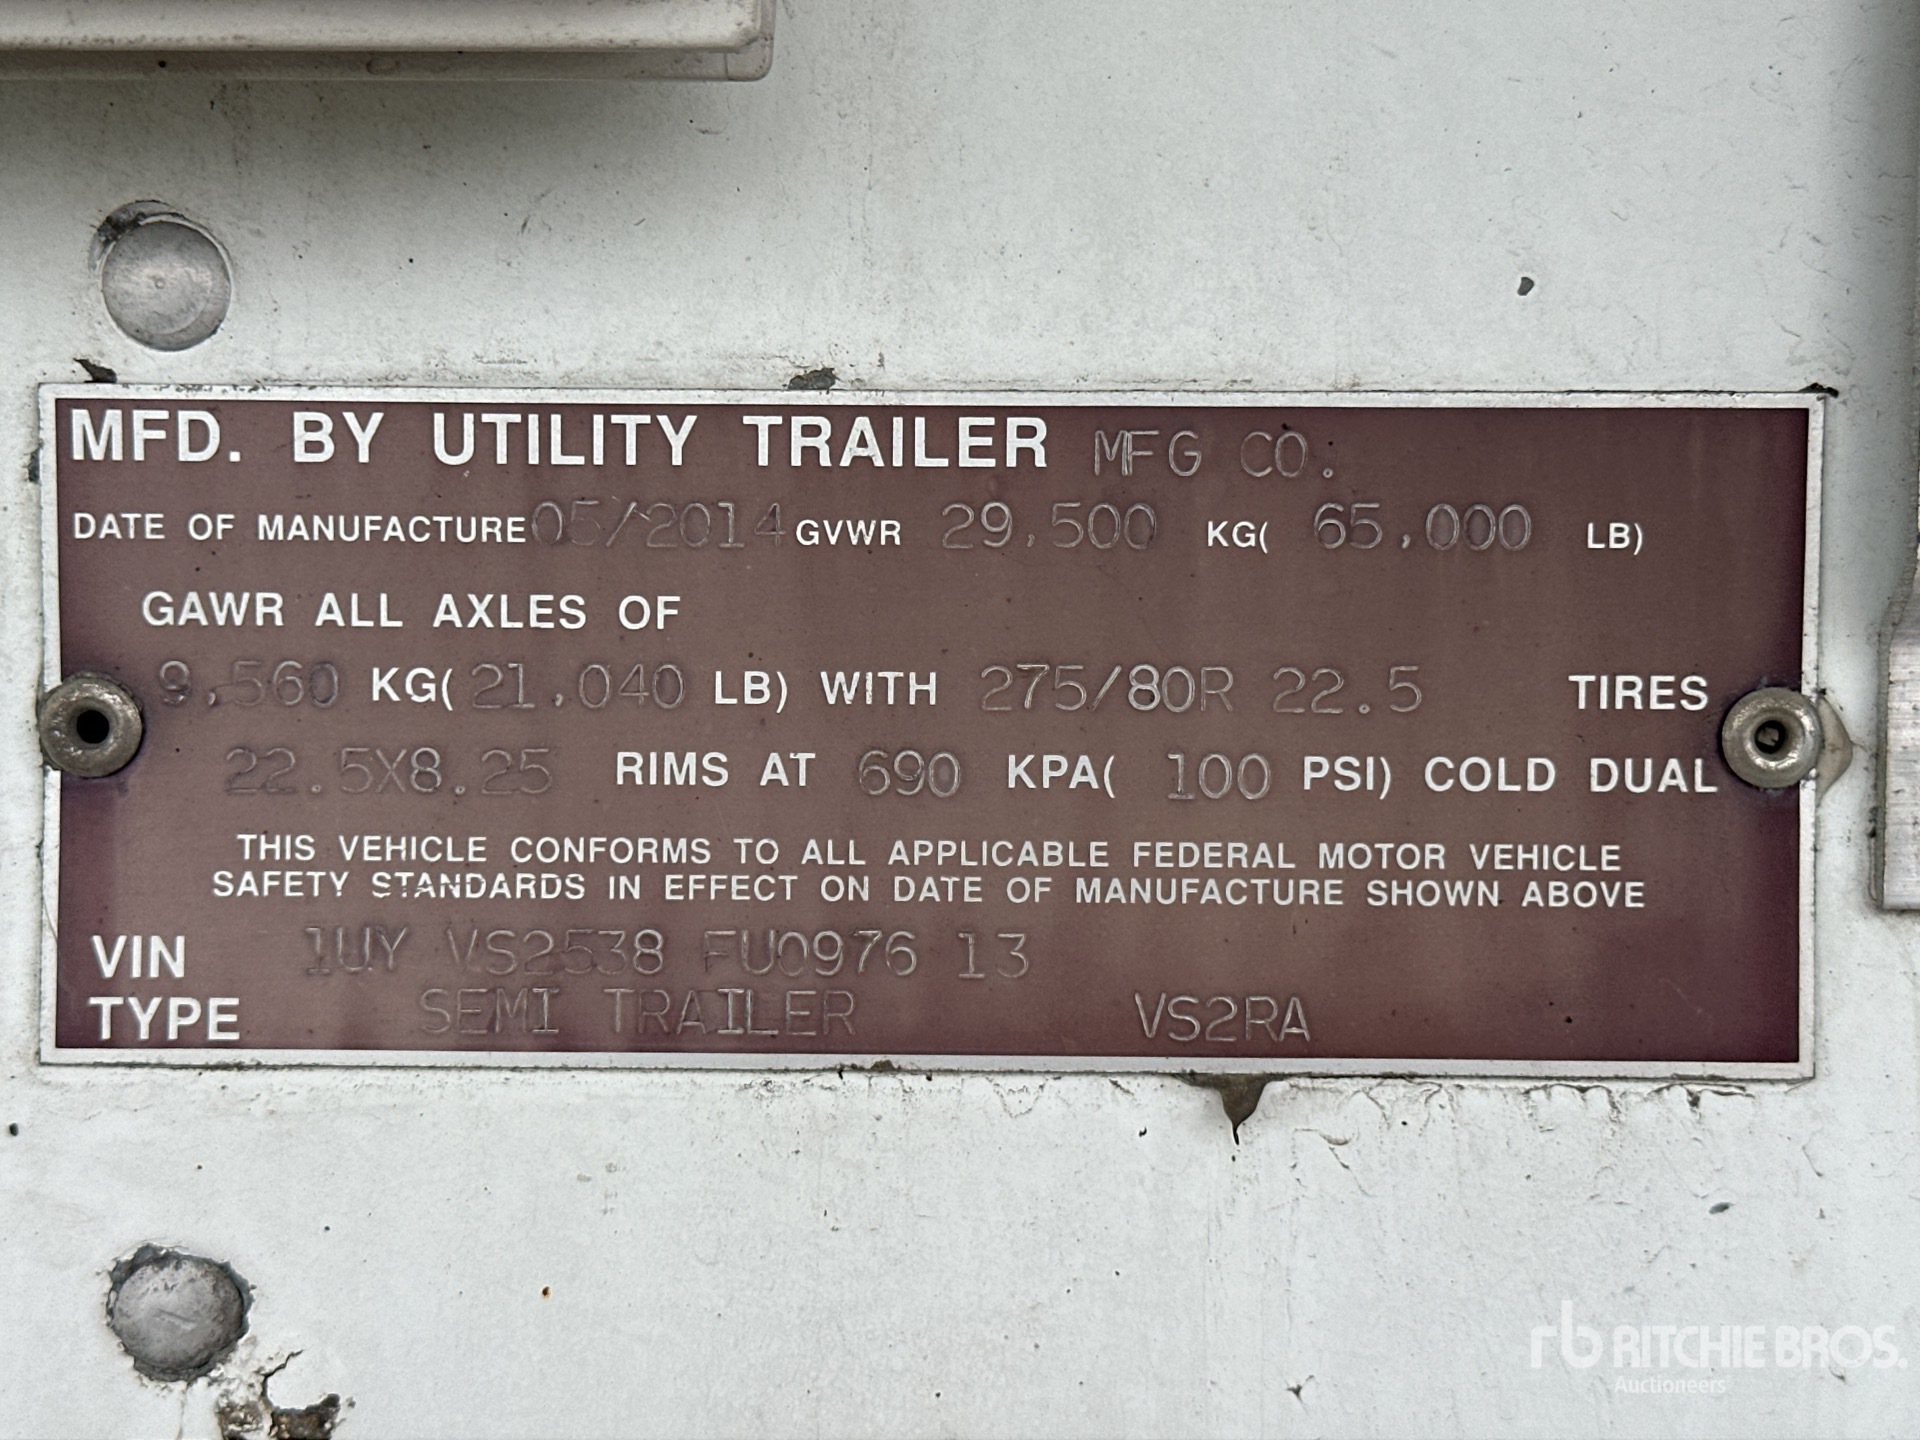 MFD. BY UTILITY TRAILER MFG CO.
DATE OF MANUFACTURE 05/2014 GVWR 29,500 KG( 65,000 LB)
GAWR ALL AXLES OF
9,560 KG( 21,040 LB) WITH 275/80R 22.5 TIRES
22.5X8.25 RIMS AT 690 KPA( 100 PSI) COLD DUAL
THIS VEHICLE CONFORMS TO ALL APPLICABLE FEDERAL MOTOR VEHICLE
SAFETY STANDARDS IN EFFECT ON DATE OF MANUFACTURE SHOWN ABOVE
VIN 1UY VS2538 FU0976 13
TYPE SEMI TRAILER VS2RA
rb RITCHIE BROS.
Auctioneers